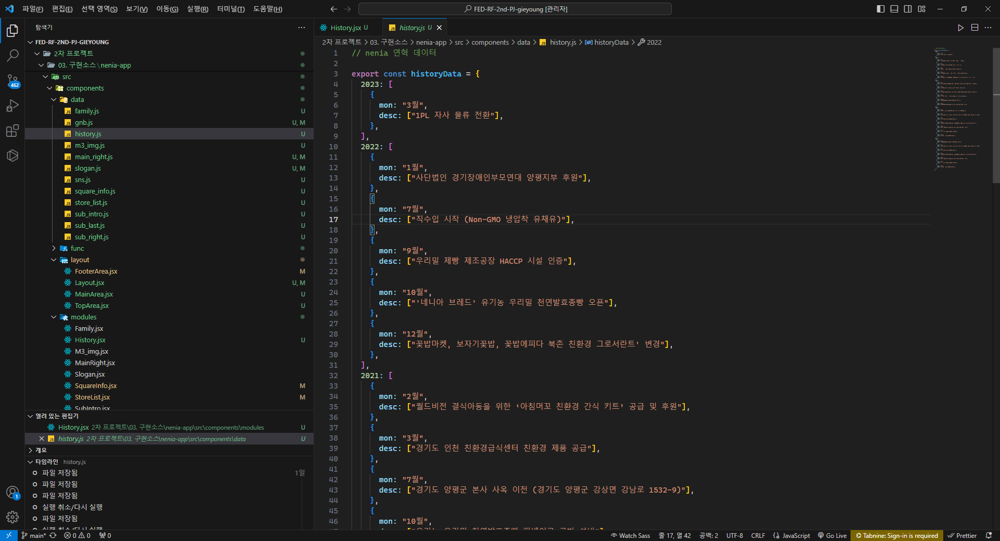 파일(F) 편집(E) 선택 영역(S) 보기(V) 이동(G) 실행(R) 터미널(T) 도움말(H)
FED-RF-2nd-PJ-gieyoung [관리자]
탐색기
FED-RF-2ND-PJ-GIEYOUNG
2차 프로젝트
03. 구현소스\nenia-app
src
components
data
family.js U
gnb.js U, M
history.js U
m3_img.js U
main_right.js U, M
slogan.js U, M
sns.js U
square_info.js U
store_list.js U
sub_intro.js U
sub_last.js U
sub_right.js U
func
layout
FooterArea.jsx M
Layout.jsx U, M
MainArea.jsx U
TopArea.jsx U
modules
Family.jsx
History.jsx U
M3_img.jsx
MainRight.jsx
Slogan.jsx
SquareInfo.jsx M
StoreList.jsx M
SubIntro.jsx
열려 있는 편집기
History.jsx 2차 프로젝트\03. 구현소스\nenia-app\src\components\modules U
history.js 2차 프로젝트\03. 구현소스\nenia-app\src\components\data U
개요
타임라인 history.js
파일 저장됨 1일
파일 저장됨
파일 저장됨
실행 취소/다시 실행
파일 저장됨
실행 취소/다시 실행
462
1
History.jsx U
history.js U
2차 프로젝트 > 03. 구현소스 > nenia-app > src > components > data > history.js > historyData > 2022
1 // nenia 연혁 데이터
2
3 export const historyData = {
4 2023: [
5 {
6 mon: "3월",
7 desc: ["1PL 자사 물류 전환"],
8 },
9 ],
10 2022: [
11 {
12 mon: "1월",
13 desc: ["사단법인 경기장애인부모연대 양평지부 후원"],
14 },
15 {
16 mon: "7월",
17 desc: ["직수입 시작 (Non-GMO 냉압착 유채유)"],
18 },
19 {
20 mon: "9월",
21 desc: ["우리밀 제빵 제조공장 HACCP 시설 인증"],
22 },
23 {
24 mon: "10월",
25 desc: ["'네니아 브레드' 유기농 우리밀 천연발효종빵 오픈"],
26 },
27 {
28 mon: "12월",
29 desc: ["꽃밥마켓, 보자기꽃밥, 꽃밥에피다 북촌 친환경 그로서란트' 변경"],
30 },
31 ],
32 2021: [
33 {
34 mon: "2월",
35 desc: ["월드비전 결식아동을 위한 ‘아침머꼬 친환경 간식 키트’ 공급 및 후원"],
36 },
37 {
38 mon: "3월",
39 desc: ["경기도 인천 친환경급식센터 친환경 제품 공급"],
40 },
41 {
42 mon: "7월",
43 desc: ["경기도 양평군 본사 사옥 이전 (경기도 양평군 강상면 강남로 1532-9)"],
44 },
45 {
46 mon: "10월",
main* 0 0 0
Watch Sass 줄 17, 열 42 공백: 2 UTF-8 CRLF JavaScript Go Live Tabnine: Sign-in is required Prettier